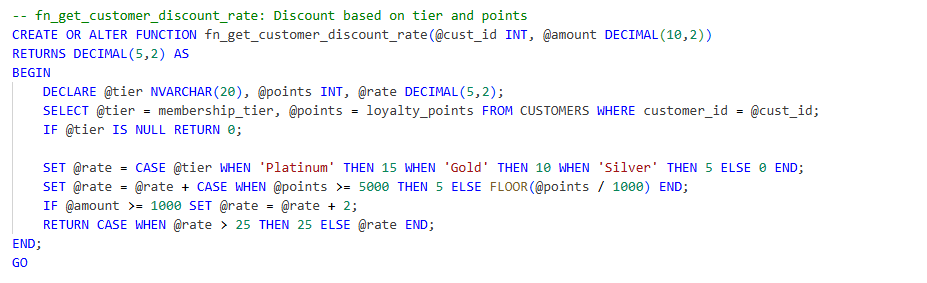 -- fn_get_customer_discount_rate: Discount based on tier and points
CREATE OR ALTER FUNCTION fn_get_customer_discount_rate(@cust_id INT, @amount DECIMAL(10,2))
RETURNS DECIMAL(5,2) AS
BEGIN
    DECLARE @tier NVARCHAR(20), @points INT, @rate DECIMAL(5,2);
    SELECT @tier = membership_tier, @points = loyalty_points FROM CUSTOMERS WHERE customer_id = @cust_id;
    IF @tier IS NULL RETURN 0;

    SET @rate = CASE @tier WHEN 'Platinum' THEN 15 WHEN 'Gold' THEN 10 WHEN 'Silver' THEN 5 ELSE 0 END;
    SET @rate = @rate + CASE WHEN @points >= 5000 THEN 5 ELSE FLOOR(@points / 1000) END;
    IF @amount >= 1000 SET @rate = @rate + 2;
    RETURN CASE WHEN @rate > 25 THEN 25 ELSE @rate END;
END;
GO